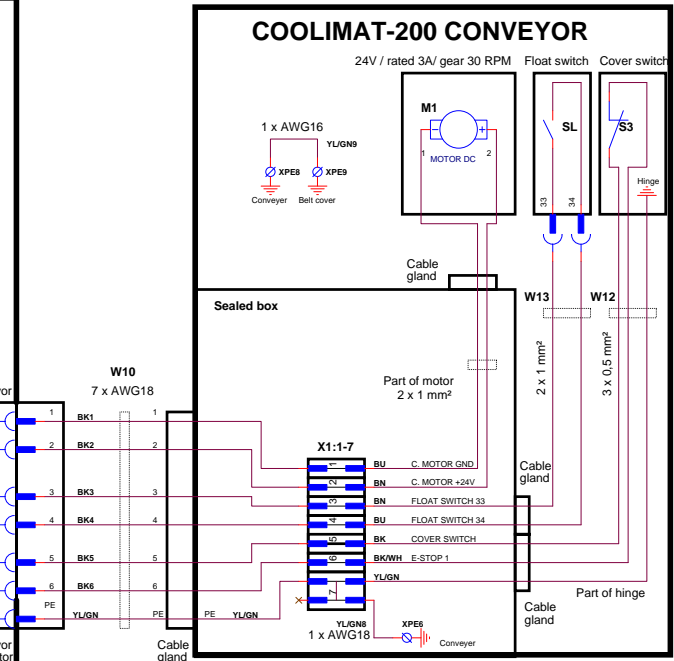 COOLIMAT-200 CONVEYOR
24V / rated 3A/ gear 30 RPM
Float switch
Cover switch
M1
- +
1 2
MOTOR DC
SL
S3
1 x AWG16
YL/GN9
XPE8
XPE9
Conveyer
Belt cover
Hinge
33
34
Cable
gland
W13
W12
Sealed box
2 x 1 mm²
3 x 0,5 mm²
W10
7 x AWG18
Part of motor
2 x 1 mm²
X1:1-7
1 BK1 1
1 BU C. MOTOR GND
2 BK2 2
2 BN C. MOTOR +24V
Cable
gland
3 BK3 3
3 BN FLOAT SWITCH 33
4 BK4 4
4 BU FLOAT SWITCH 34
5 BK5 5
5 BK COVER SWITCH
6 BK6 6
6 BK/WH E-STOP 1
7 YL/GN
Part of hinge
PE YL/GN PE PE YL/GN
YL/GN8
1 x AWG18
XPE6
Conveyer
Cable
gland
Cable
gland